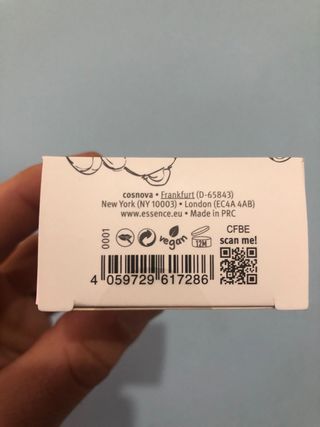 cosnova • Frankfurt (D-65843)
New York (NY 10003) • London (EC4A 4AB)
www.essence.eu • Made in PRC
0001
vegan
12M
CFBE
scan me!
4 059729 617286